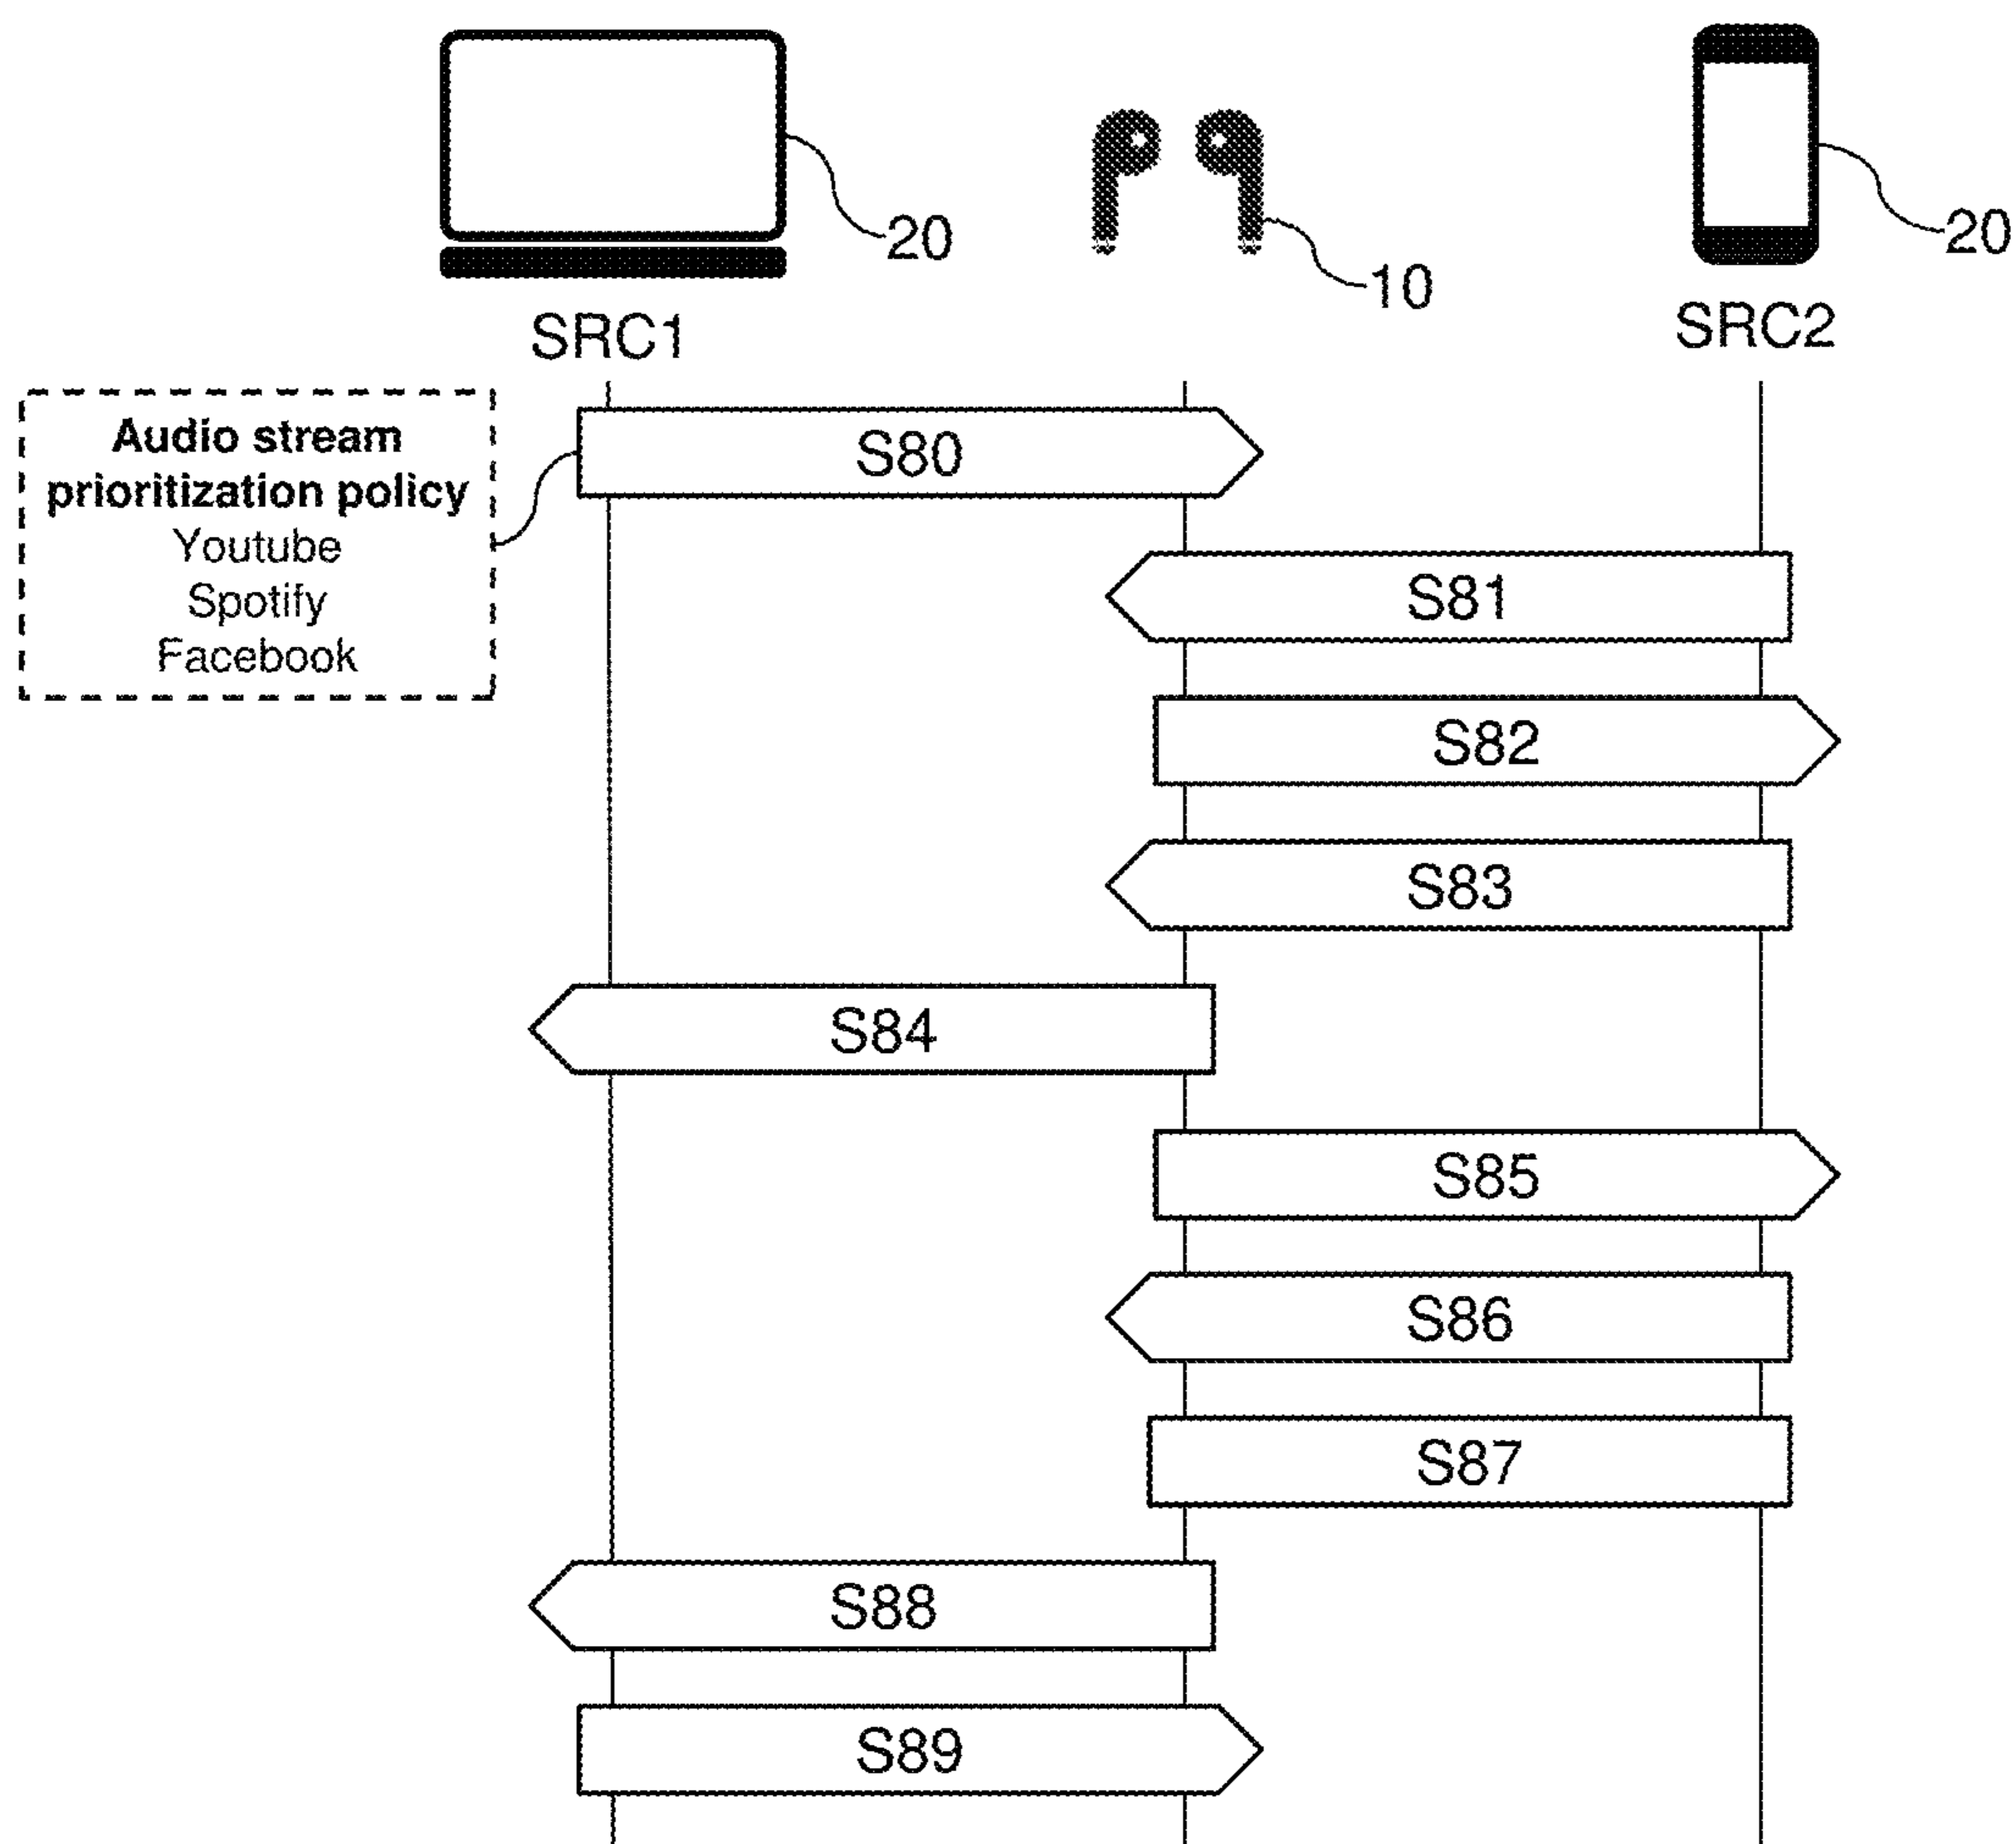 20
10
20
SRC1
SRC2
Audio stream
prioritization policy
Youtube
Spotify
Facebook
S80
S81
S82
S83
S84
S85
S86
S87
S88
S89